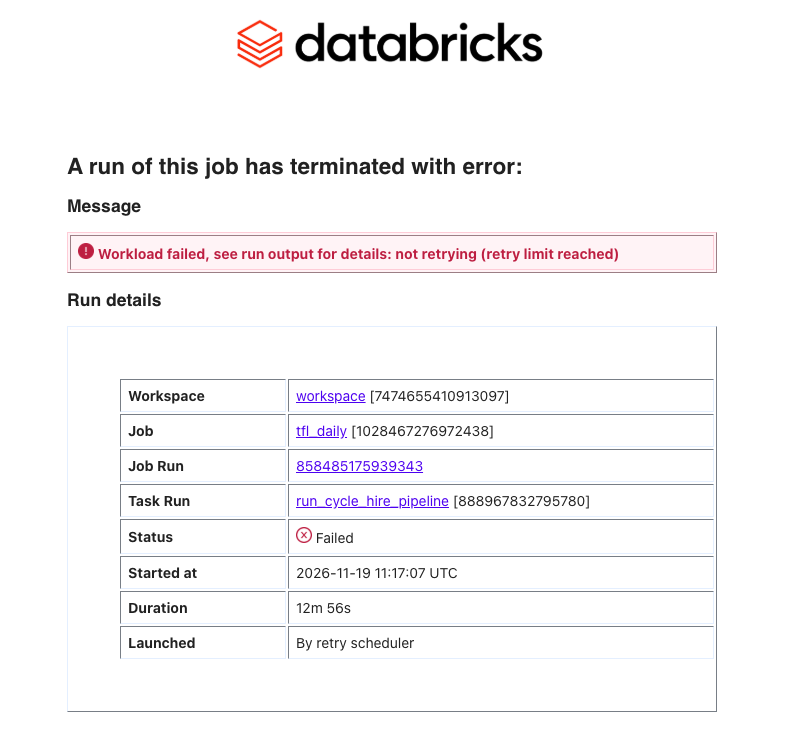 databricks
A run of this job has terminated with error:
Message
Workload failed, see run output for details: not retrying (retry limit reached)
Run details
Workspace workspace [7474655410913097]
Job tfl_daily [1028467276972438]
Job Run 858485175939343
Task Run run_cycle_hire_pipeline [888967832795780]
Status Failed
Started at 2026-11-19 11:17:07 UTC
Duration 12m 56s
Launched By retry scheduler